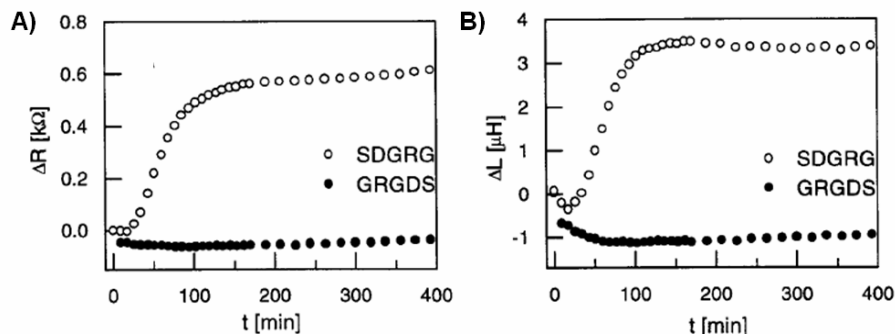 A)
ΔR [kΩ]
0.8
0.6
0.4
0.2
0.0
SDGRG
GRGDS
0
100
200
300
400
t [min]
B)
ΔL [μH]
4
3
2
1
0
-1
SDGRG
GRGDS
0
100
200
300
400
t [min]